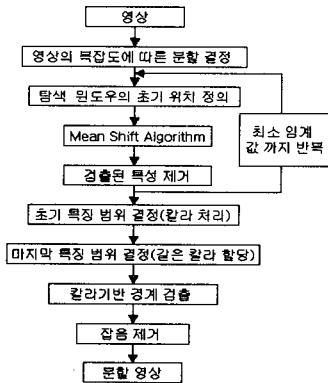 영상
영상의 복잡도에 따른 분할 결정
탐색 윈도우의 초기 위치 정의
Mean Shift Algorithm
최소 임계
값 까지 반복
검출된 특성 제거
초기 특징 범위 결정(칼라 처리)
마지막 특징 범위 결정(같은 칼라 할당)
칼라기반 경계 검출
잡음 제거
분할 영상